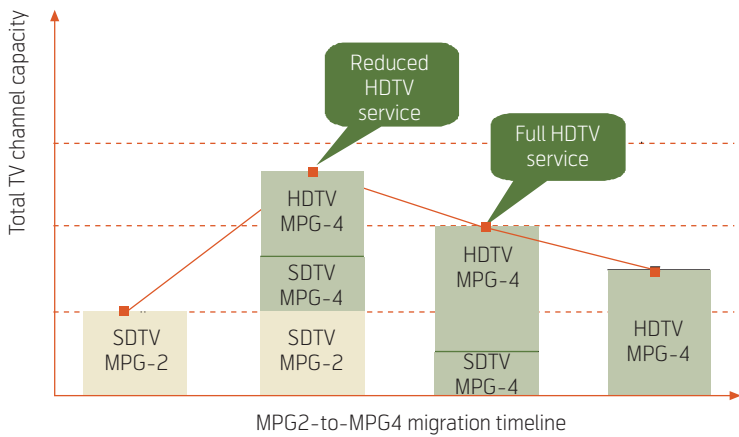 Total TV channel capacity
Reduced
HDTV
service
Full HDTV
service
SDTV
MPG-2
HDTV
MPG-4
SDTV
MPG-4
SDTV
MPG-2
HDTV
MPG-4
SDTV
MPG-4
HDTV
MPG-4
MPG2-to-MPG4 migration timeline